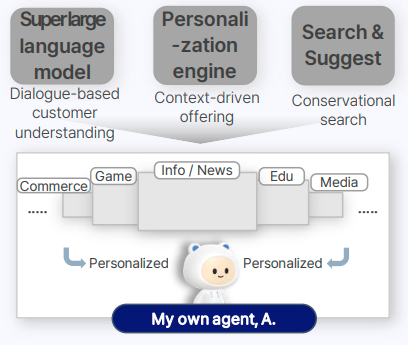 Superlarge
language
model
Personali
-zation
engine
Search &
Suggest
Dialogue-based
customer
understanding
Context-driven
offering
Conservational
search
Commerce
Game
Info / News
Edu
Media
.....
.....
Personalized
Personalized
My own agent, A.